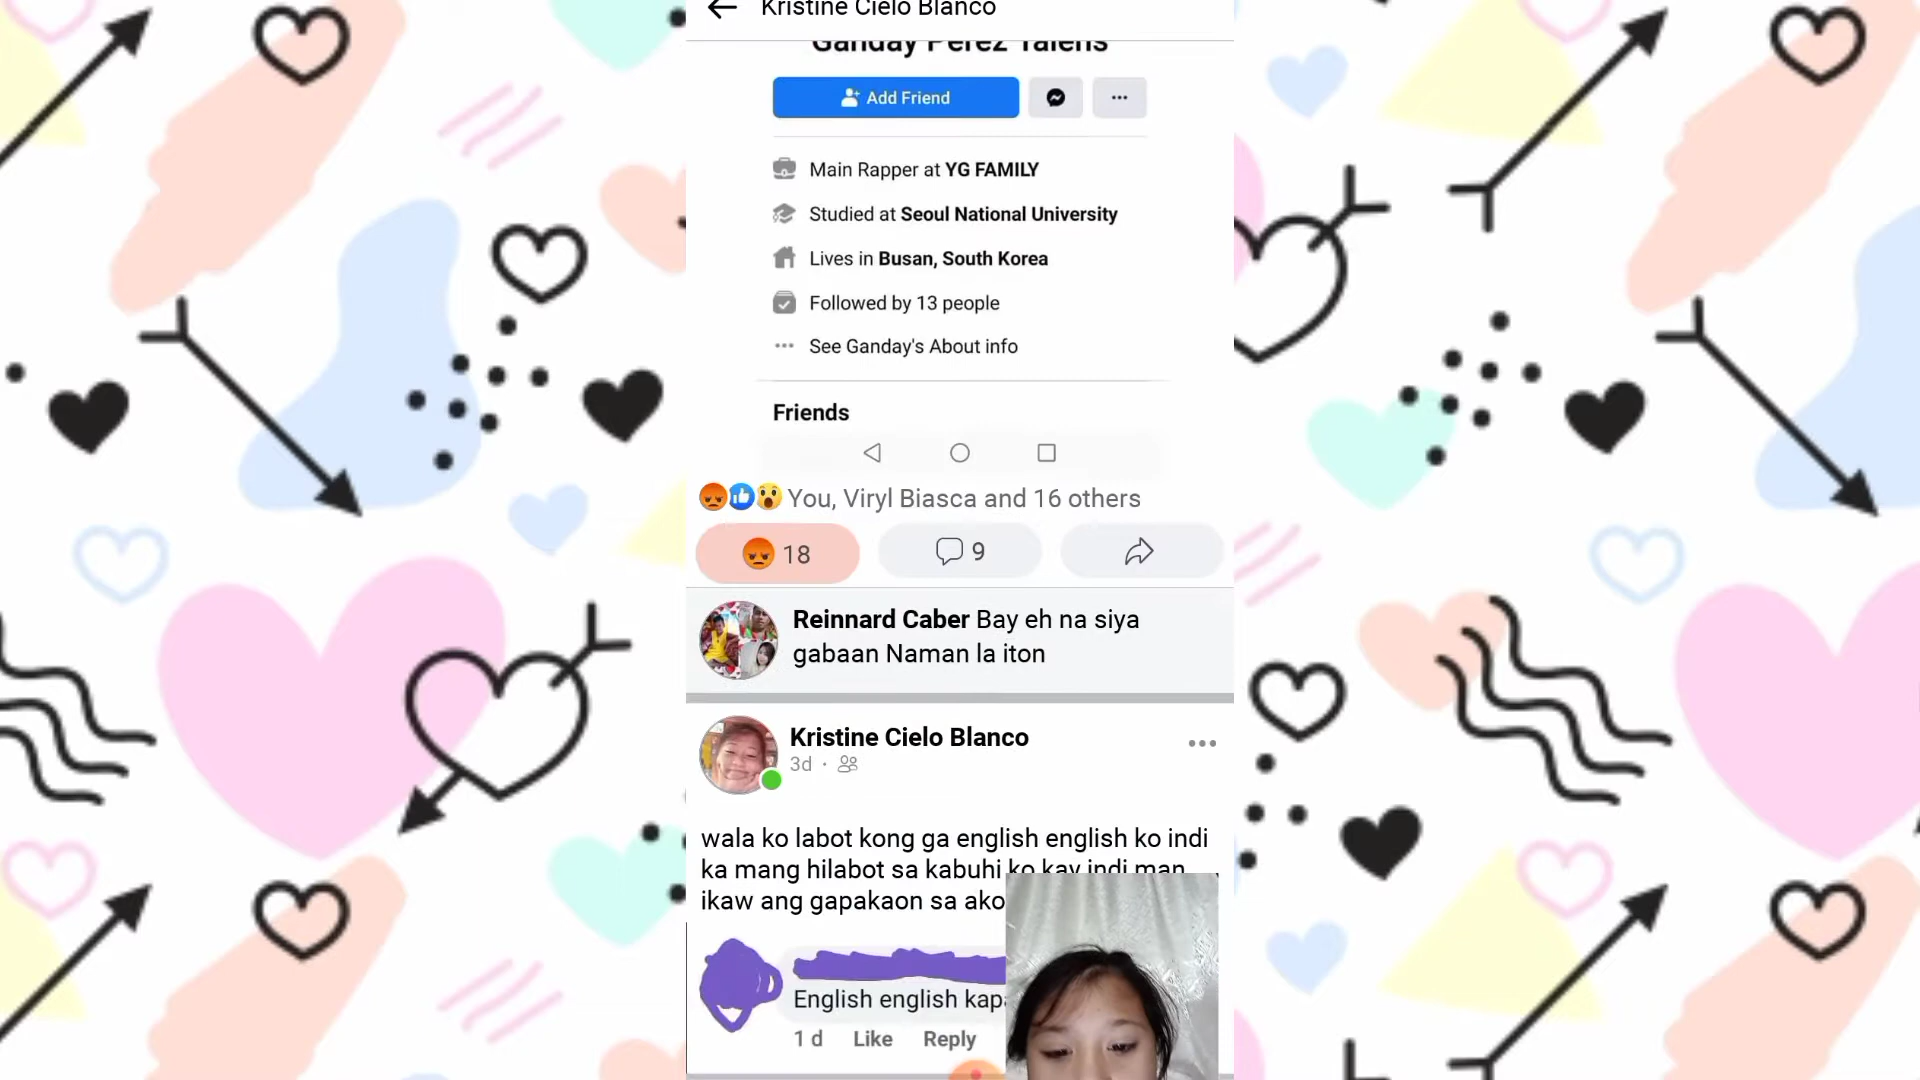 Kristine Cielo Blanco
Ganday Perez Talens
Add Friend
Main Rapper at YG FAMILY
Studied at Seoul National University
Lives in Busan, South Korea
Followed by 13 people
See Ganday's About info
Friends
You, Viryl Biasca and 16 others
18
9
Reinnard Caber Bay eh na siya
gabaan Naman la iton
Kristine Cielo Blanco
3d
wala ko labot kong ga english english ko indi
ka mang hilabot sa kabuhi ko kay indi man
ikaw ang gapakaon sa ako
English english
1 d Like Reply